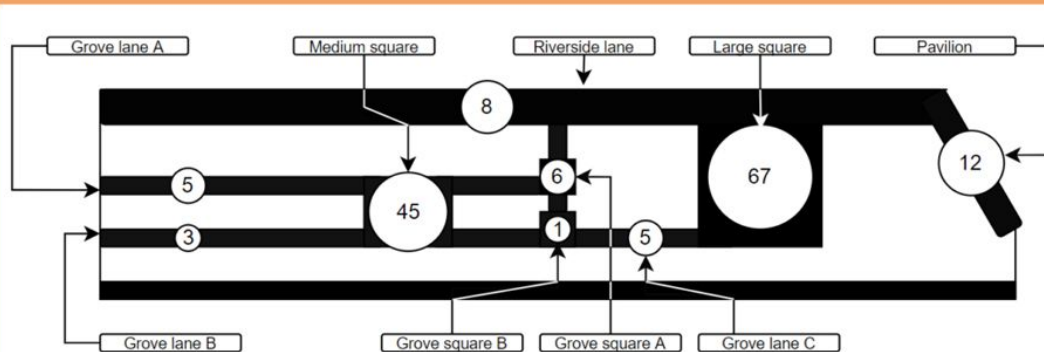 Grove lane A
Medium square
Riverside lane
Large square
Pavilion
8
5
6
67
12
45
3
1
5
Grove lane B
Grove square B
Grove square A
Grove lane C